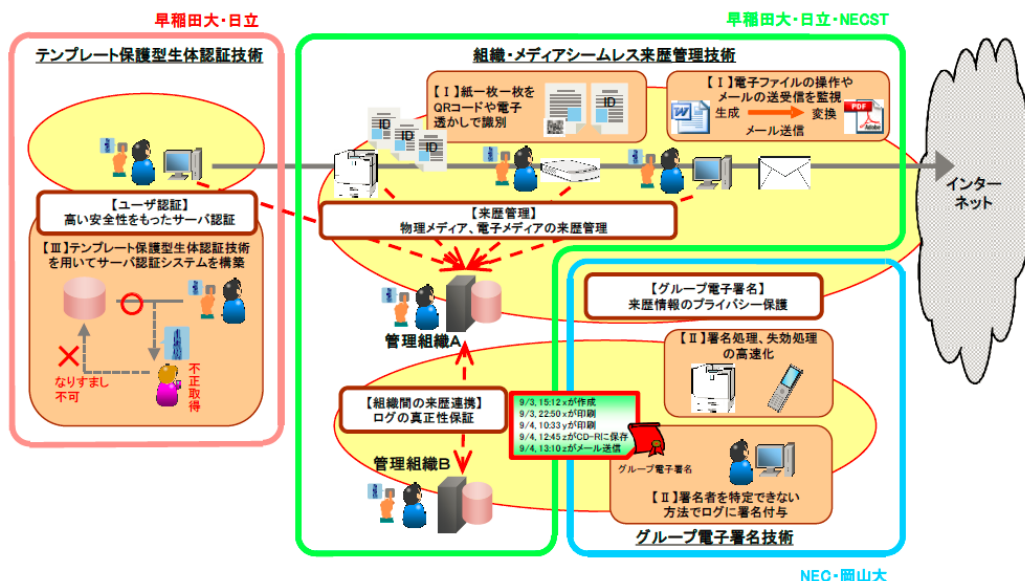 早稲田大・日立
早稲田大・日立・NECST
テンプレート保護型生体認証技術
組織・メディアシームレス来歴管理技術
【Ⅰ】紙一枚一枚を
QRコードや電子
透かしで識別
ID
ID
ID
ID
【Ⅰ】電子ファイルの操作や
メールの送受信を監視
W
生成
変換
PDF
Adobe
メール送信
インター
ネット
【ユーザ認証】
高い安全性をもったサーバ認証
【来歴管理】
物理メディア、電子メディアの来歴管理
【Ⅲ】テンプレート保護型生体認証技術
を用いてサーバ認証システムを構築
なりすまし
不可
不正
取得
管理組織A
【グループ電子署名】
来歴情報のプライバシー保護
【Ⅱ】署名処理、失効処理
の高速化
【組織間の来歴連携】
ログの真正性保証
9/3, 15:12 xが作成
9/3, 22:50 xが印刷
9/4, 10:33 yが印刷
9/4, 12:45 zがCD-Rに保存
9/4, 13:10 zがメール送信
グループ電子署名
管理組織B
【Ⅱ】署名者を特定できない
方法でログに署名付与
グループ電子署名技術
NEC・岡山大